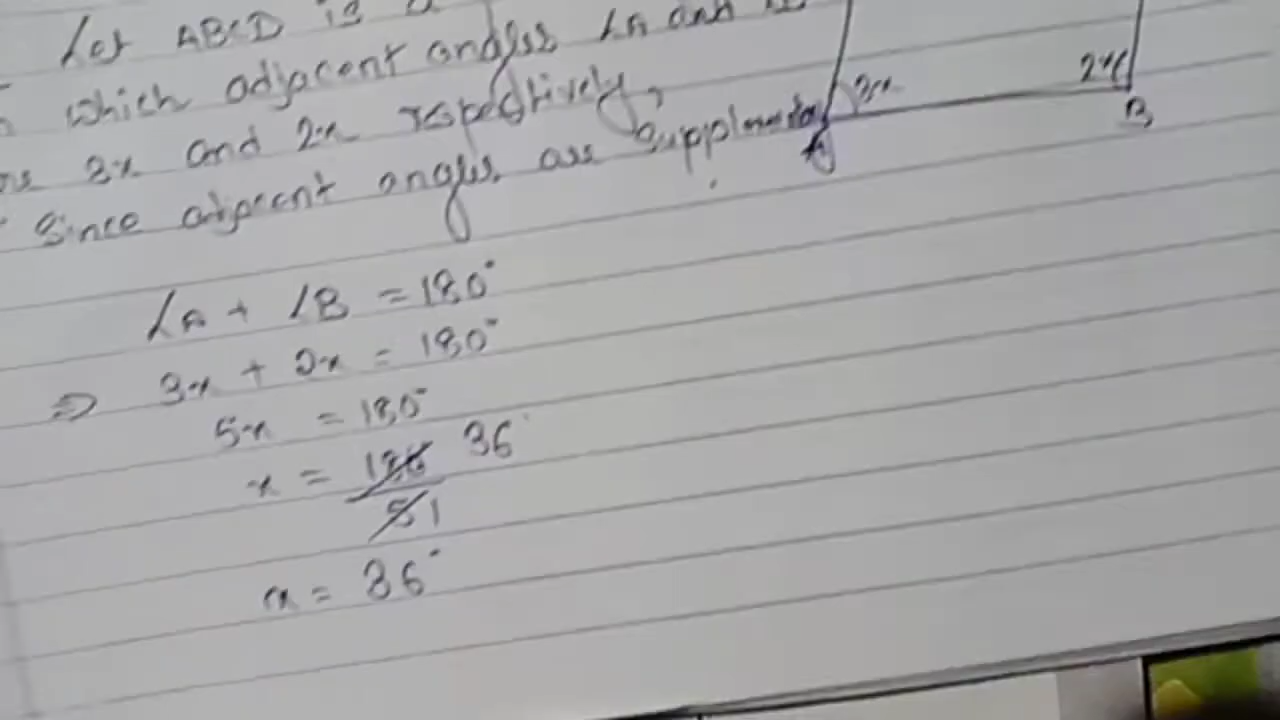 Let ABCD is a
which adjacent angles ∠A and
3x and 2x respectively,
Since adjacent angles are supplementary
3x
2x
A
B
∠A + ∠B = 180°
⇒ 3x + 2x = 180°
5x = 180°
x = 180 36°
5 1
x = 36°